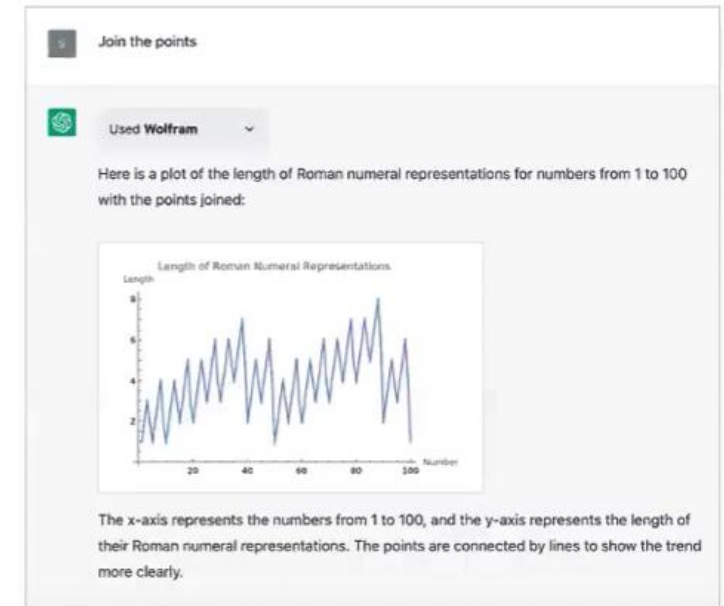 S
Join the points
Used Wolfram
Here is a plot of the length of Roman numeral representations for numbers from 1 to 100
with the points joined:
Length of Roman Numeral Representations
Length
8
6
4
2
20 40 60 80 100 Number
The x-axis represents the numbers from 1 to 100, and the y-axis represents the length of
their Roman numeral representations. The points are connected by lines to show the trend
more clearly.